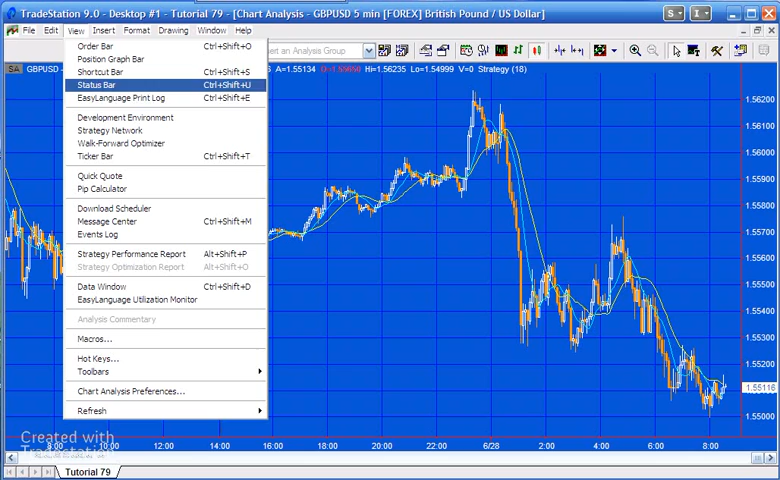 TradeStation 9.0 - Desktop #1 - Tutorial 79 - [Chart Analysis - GBPUSD 5 min [FOREX] British Pound / US Dollar]
S I
File Edit View Insert Format Drawing Window Help
Order Bar Ctrl+Shift+O
Position Graph Bar
Shortcut Bar Ctrl+Shift+S
Status Bar Ctrl+Shift+U
EasyLanguage Print Log Ctrl+Shift+E
Development Environment
Strategy Network
Walk-Forward Optimizer
Ticker Bar Ctrl+Shift+T
Quick Quote
Pip Calculator
Download Scheduler
Message Center Ctrl+Shift+M
Events Log
Strategy Performance Report Alt+Shift+P
Strategy Optimization Report Alt+Shift+O
Data Window Ctrl+Shift+D
EasyLanguage Utilization Monitor
Analysis Commentary
Macros...
Hot Keys...
Toolbars
Chart Analysis Preferences...
Refresh
ert an Analysis Group
SA GBPUSD A=1.55134 Hi=1.56235 Lo=1.54999 V=0 Strategy (18)
1.56200
1.56100
1.56000
1.55900
1.55800
1.55700
1.55600
1.55500
1.55400
1.55300
1.55200
1.55116
1.55000
8:00 17:00 18:30 20:00 22:00 6/28 2:00 4:00 6:00 8:00
Created with
Tradestation
Tutorial 79